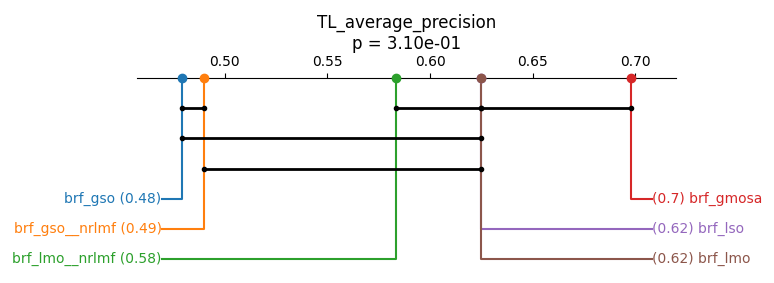 TL_average_precision
p = 3.10e-01
0.50 0.55 0.60 0.65 0.70
brf_gso (0.48) (0.7) brf_gmosa
brf_gso__nrlmf (0.49) (0.62) brf_lso
brf_lmo__nrlmf (0.58) (0.62) brf_lmo